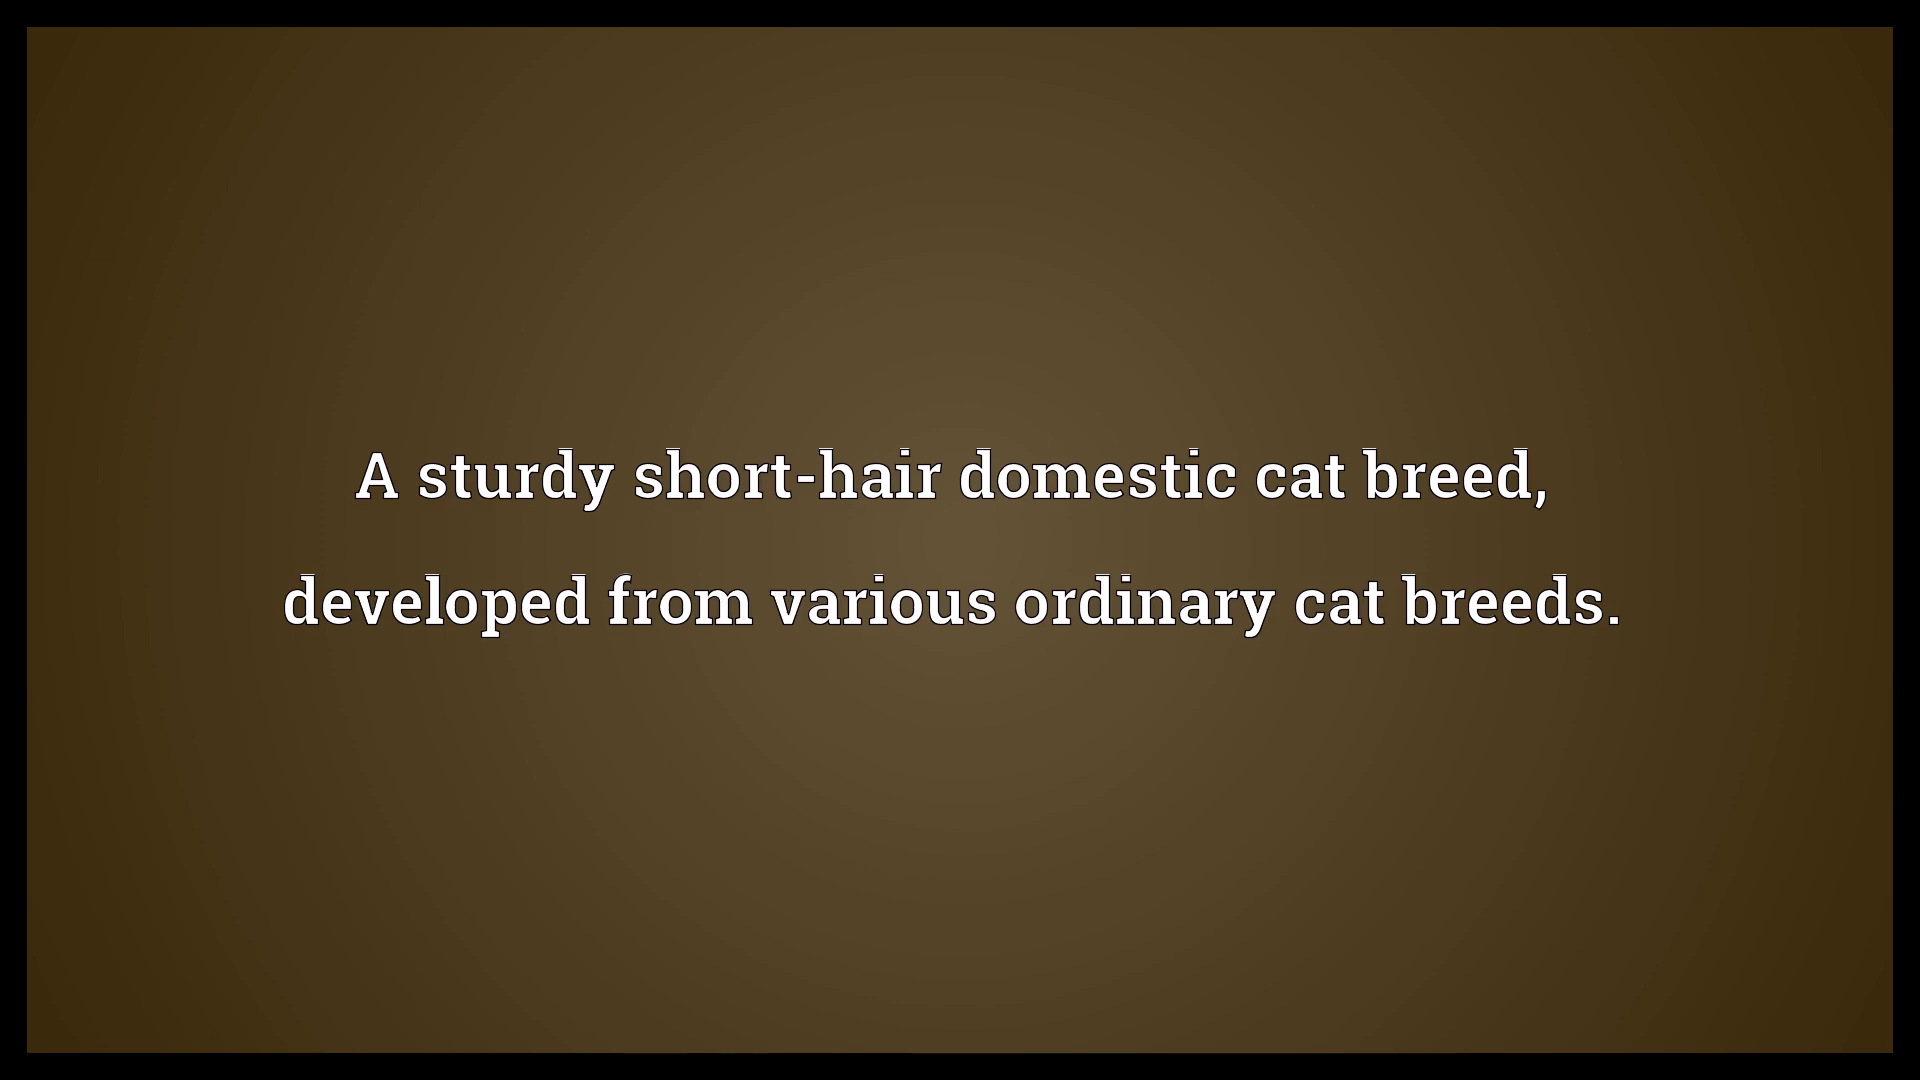 A sturdy short-hair domestic cat breed,
developed from various ordinary cat breeds.